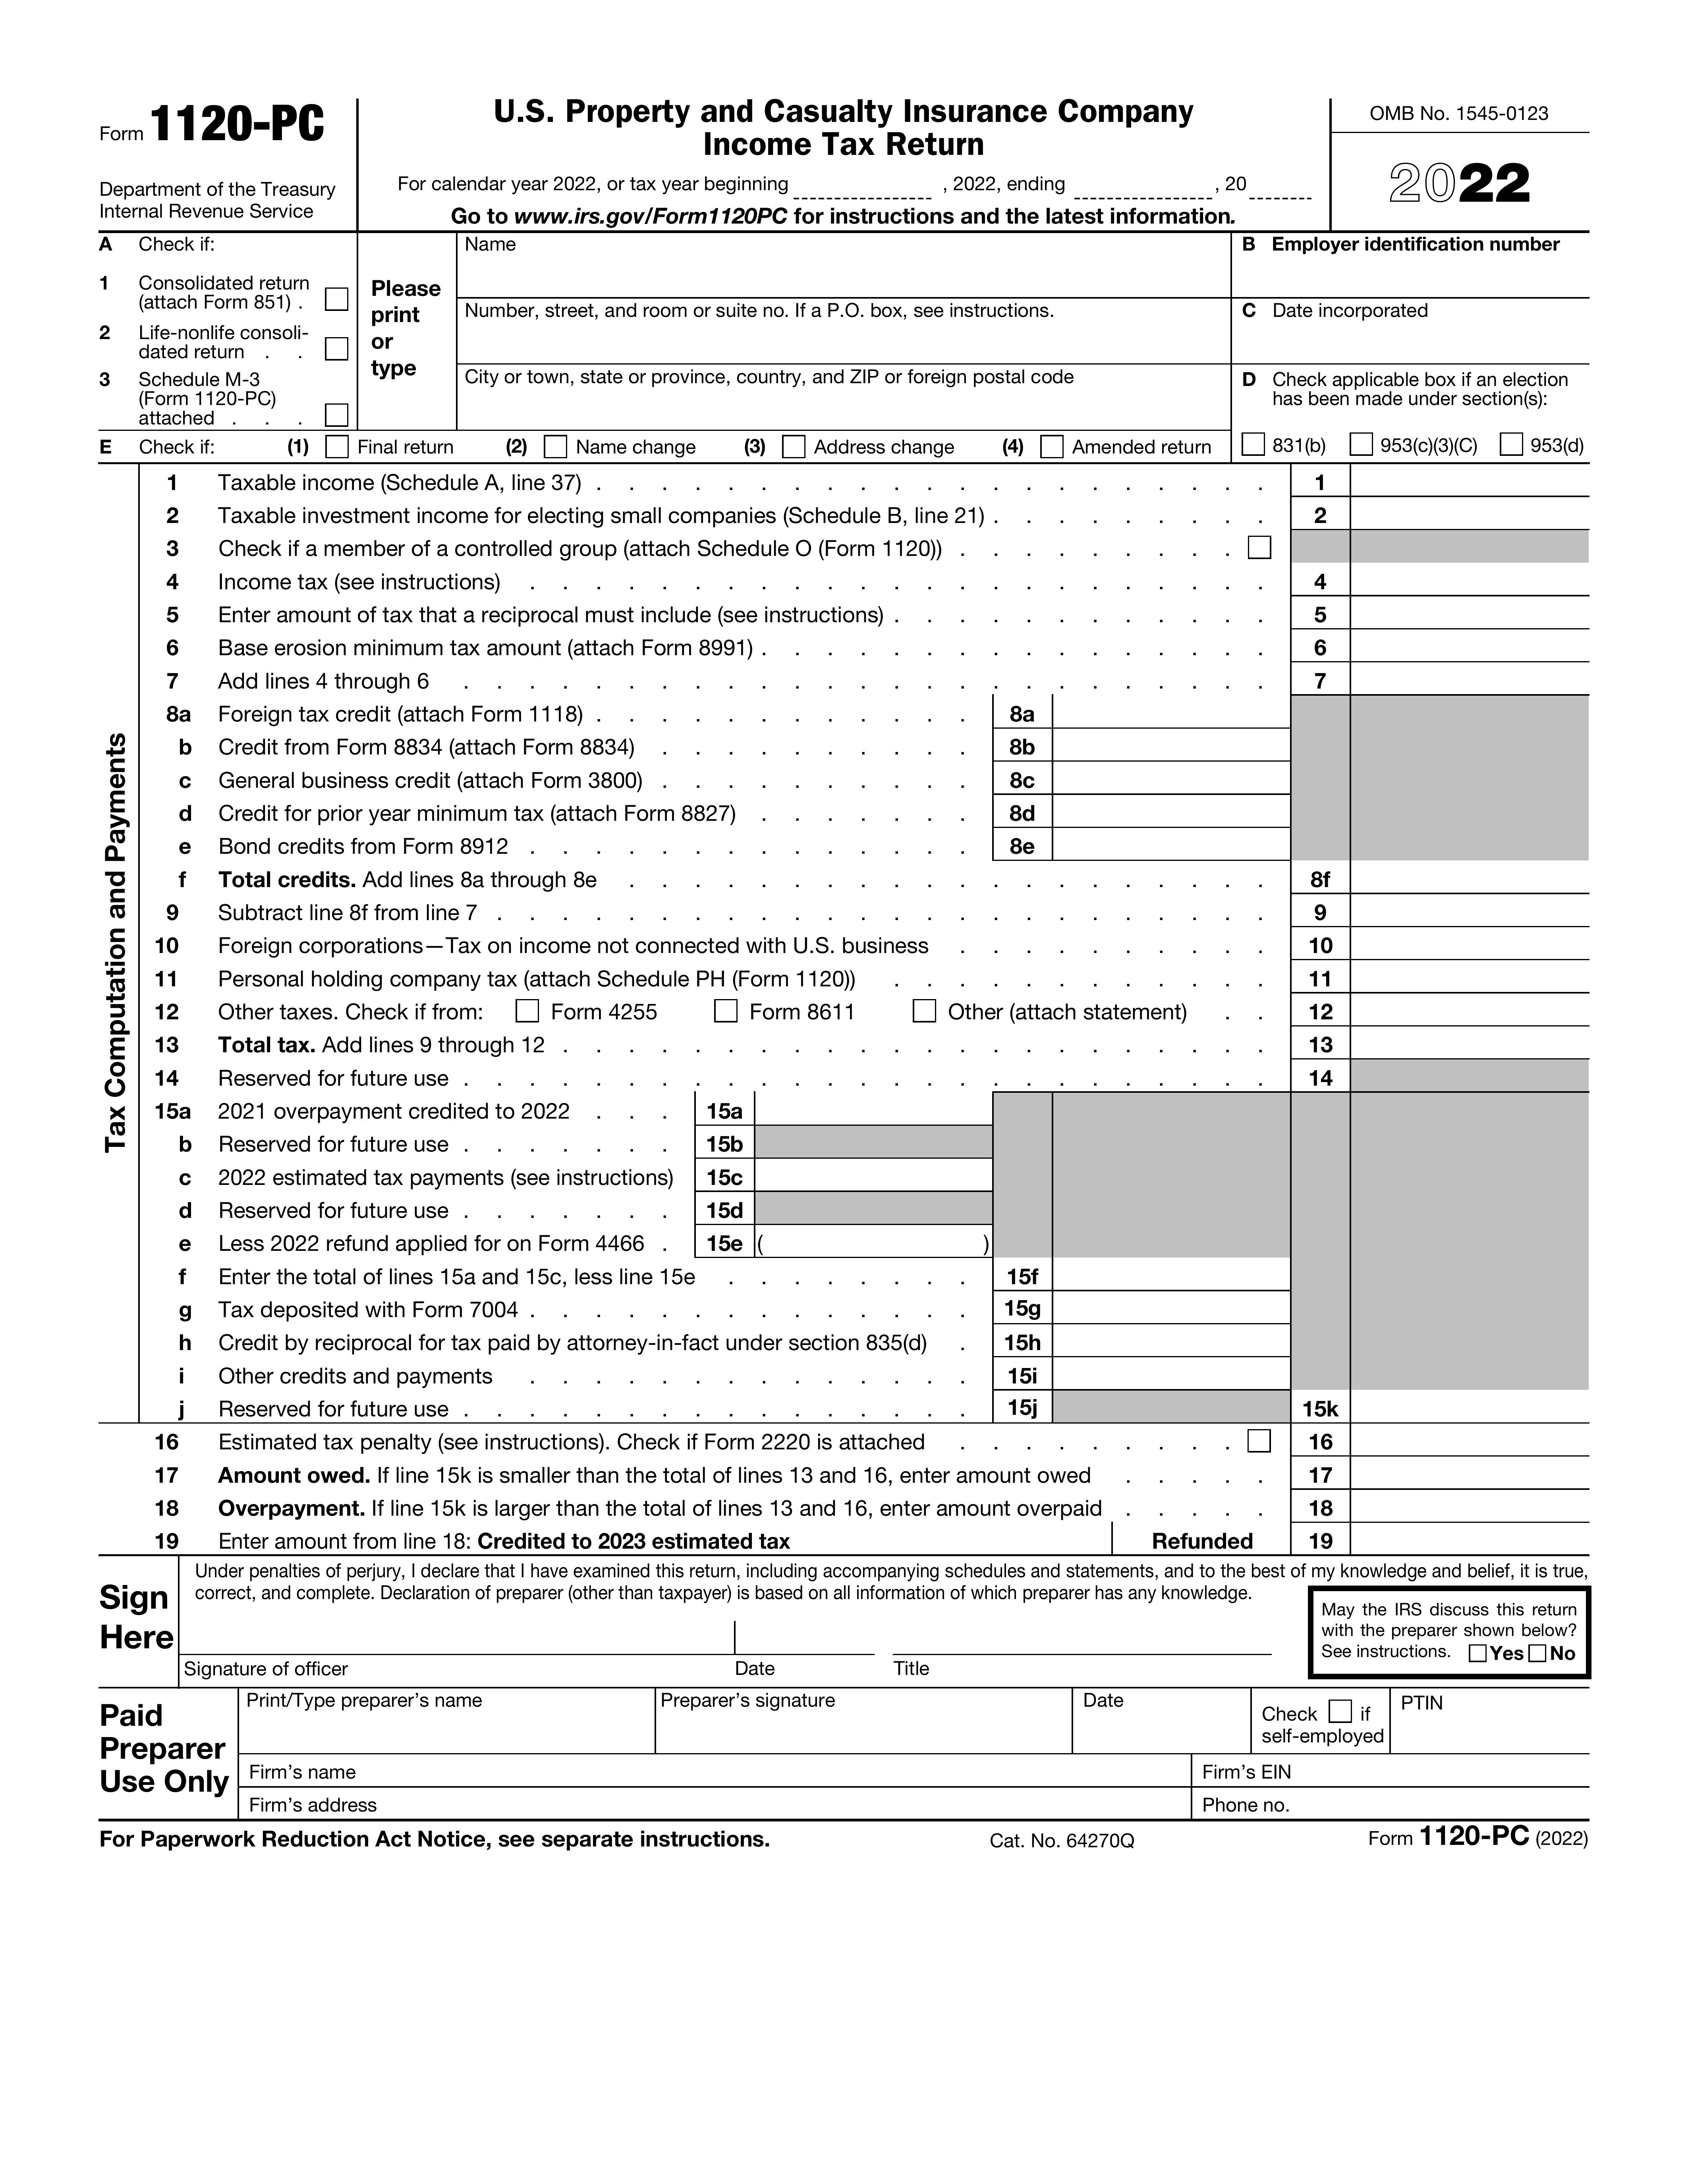 Form 1120-PC
Department of the Treasury
Internal Revenue Service
U.S. Property and Casualty Insurance Company
Income Tax Return
For calendar year 2022, or tax year beginning , 2022, ending , 20
Go to www.irs.gov/Form1120PC for instructions and the latest information.
OMB No. 1545-0123
2022
A Check if:
1 Consolidated return
(attach Form 851) .
2 Life-nonlife consoli-
dated return . .
3 Schedule M-3
(Form 1120-PC)
attached . . .
Please
print
or
type
Name
Number, street, and room or suite no. If a P.O. box, see instructions.
City or town, state or province, country, and ZIP or foreign postal code
B Employer identification number
C Date incorporated
D Check applicable box if an election
has been made under section(s):
831(b) 953(c)(3)(C) 953(d)
E Check if: (1) Final return (2) Name change (3) Address change (4) Amended return
Tax Computation and Payments
1 Taxable income (Schedule A, line 37) . . . . . . . . . . . . . . . . . . . . . 1
2 Taxable investment income for electing small companies (Schedule B, line 21) . . . . . . . . . 2
3 Check if a member of a controlled group (attach Schedule O (Form 1120)) . . . . . . . . .
4 Income tax (see instructions) . . . . . . . . . . . . . . . . . . . . . . . 4
5 Enter amount of tax that a reciprocal must include (see instructions) . . . . . . . . . . . . 5
6 Base erosion minimum tax amount (attach Form 8991) . . . . . . . . . . . . . . . . 6
7 Add lines 4 through 6 . . . . . . . . . . . . . . . . . . . . . . . . . 7
8a Foreign tax credit (attach Form 1118) . . . . . . . . . . . . 8a
b Credit from Form 8834 (attach Form 8834) . . . . . . . . . . 8b
c General business credit (attach Form 3800) . . . . . . . . . . 8c
d Credit for prior year minimum tax (attach Form 8827) . . . . . . . 8d
e Bond credits from Form 8912 . . . . . . . . . . . . . . 8e
f Total credits. Add lines 8a through 8e . . . . . . . . . . . . . . . . . . . . 8f
9 Subtract line 8f from line 7 . . . . . . . . . . . . . . . . . . . . . . . . 9
10 Foreign corporations—Tax on income not connected with U.S. business . . . . . . . . . . 10
11 Personal holding company tax (attach Schedule PH (Form 1120)) . . . . . . . . . . . . 11
12 Other taxes. Check if from: Form 4255 Form 8611 Other (attach statement) . . 12
13 Total tax. Add lines 9 through 12 . . . . . . . . . . . . . . . . . . . . . . 13
14 Reserved for future use . . . . . . . . . . . . . . . . . . . . . . . . . 14
15a 2021 overpayment credited to 2022 . . . 15a
b Reserved for future use . . . . . . . 15b
c 2022 estimated tax payments (see instructions) 15c
d Reserved for future use . . . . . . . 15d
e Less 2022 refund applied for on Form 4466 . 15e ( )
f Enter the total of lines 15a and 15c, less line 15e . . . . . . . . 15f
g Tax deposited with Form 7004 . . . . . . . . . . . . . . 15g
h Credit by reciprocal for tax paid by attorney-in-fact under section 835(d) . 15h
i Other credits and payments . . . . . . . . . . . . . . 15i
j Reserved for future use . . . . . . . . . . . . . . . . 15j 15k
16 Estimated tax penalty (see instructions). Check if Form 2220 is attached . . . . . . . . . 16
17 Amount owed. If line 15k is smaller than the total of lines 13 and 16, enter amount owed . . . . . 17
18 Overpayment. If line 15k is larger than the total of lines 13 and 16, enter amount overpaid . . . . . 18
19 Enter amount from line 18: Credited to 2023 estimated tax Refunded 19
Sign
Here
Under penalties of perjury, I declare that I have examined this return, including accompanying schedules and statements, and to the best of my knowledge and belief, it is true,
correct, and complete. Declaration of preparer (other than taxpayer) is based on all information of which preparer has any knowledge.
Signature of officer Date Title
May the IRS discuss this return
with the preparer shown below?
See instructions. Yes No
Paid
Preparer
Use Only
Print/Type preparer's name Preparer's signature Date
Check if
self-employed
PTIN
Firm's name Firm's EIN
Firm's address Phone no.
For Paperwork Reduction Act Notice, see separate instructions. Cat. No. 64270Q Form 1120-PC (2022)